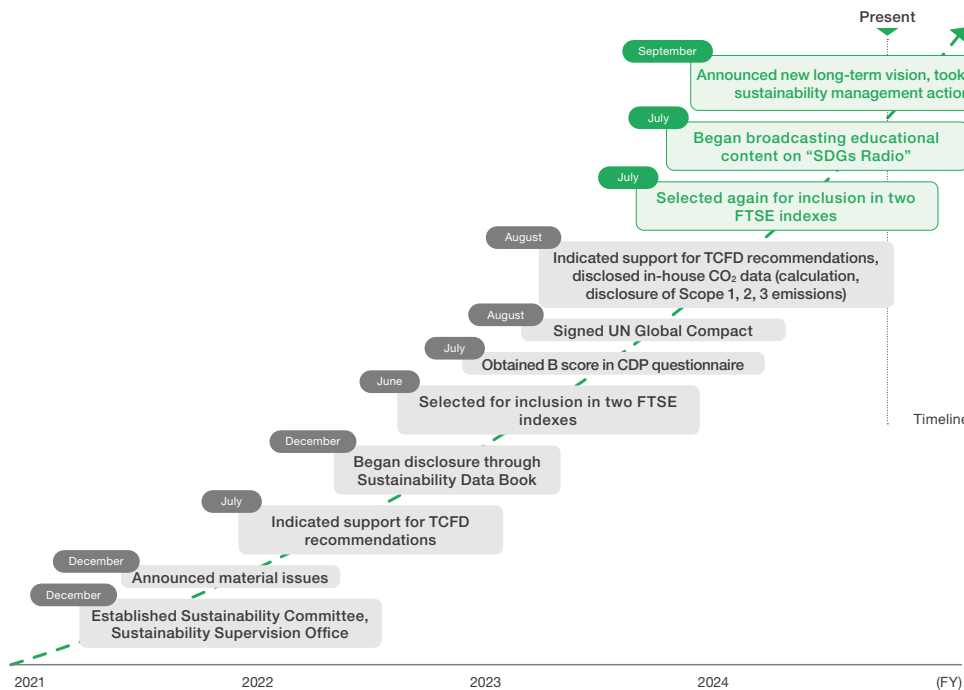 Present
September
Announced new long-term vision, took
sustainability management action
July
Began broadcasting educational
content on “SDGs Radio”
July
Selected again for inclusion in two
FTSE indexes
August
Indicated support for TCFD recommendations,
disclosed in-house CO₂ data (calculation,
disclosure of Scope 1, 2, 3 emissions)
August
Signed UN Global Compact
July
Obtained B score in CDP questionnaire
June
Selected for inclusion in two FTSE
indexes
Timeline
December
Began disclosure through
Sustainability Data Book
July
Indicated support for TCFD
recommendations
December
Announced material issues
December
Established Sustainability Committee,
Sustainability Supervision Office
2021 2022 2023 2024 (FY)